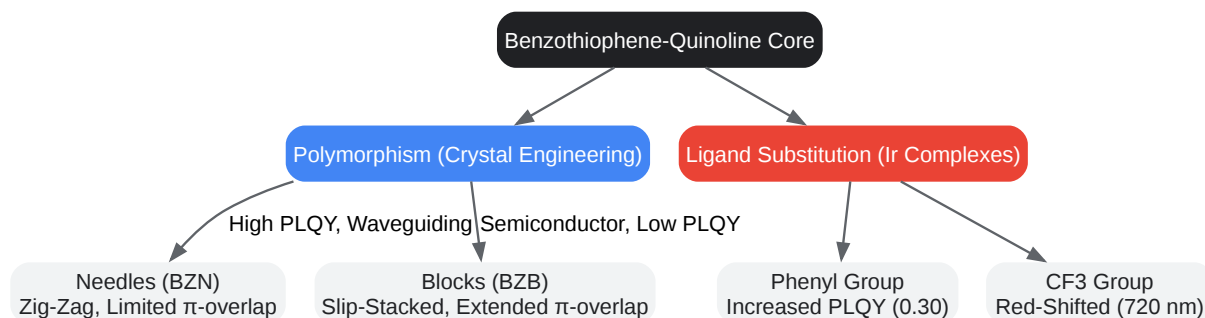 Benzothiophene-Quinoline Core
Polymorphism (Crystal Engineering)
Ligand Substitution (Ir Complexes)
High PLQY, Waveguiding
Semiconductor, Low PLQY
Needles (BZN)
Zig-Zag, Limited π-overlap
Blocks (BZB)
Slip-Stacked, Extended π-overlap
Phenyl Group
Increased PLQY (0.30)
CF3 Group
Red-Shifted (720 nm)